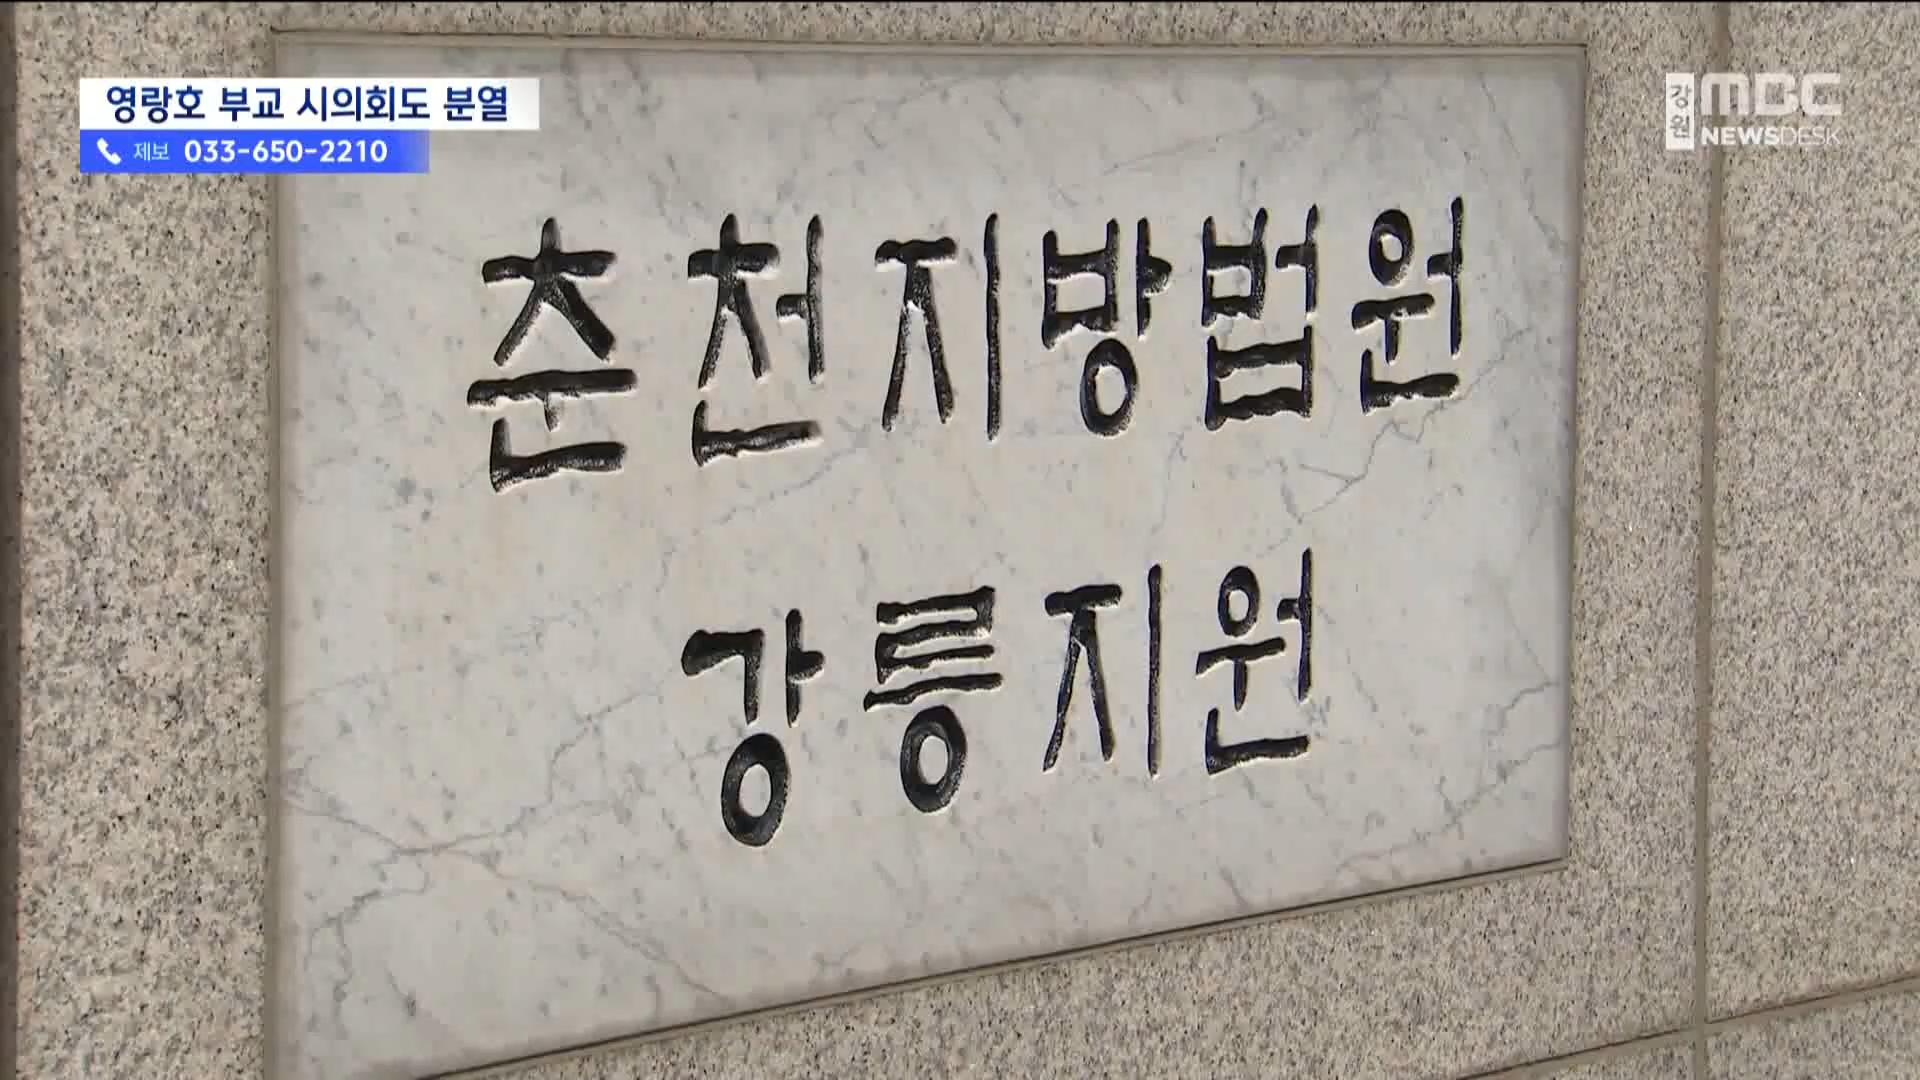 영랑호 부교 시의회도 분열
제보 033-650-2210
강원 MBC
NEWSDESK
춘천지방법원
강릉지원